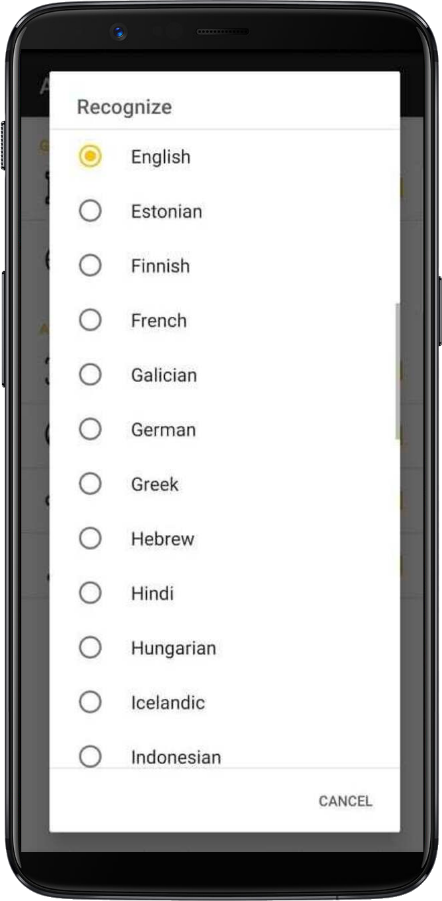 Recognize
English
Estonian
Finnish
French
Galician
German
Greek
Hebrew
Hindi
Hungarian
Icelandic
Indonesian
CANCEL